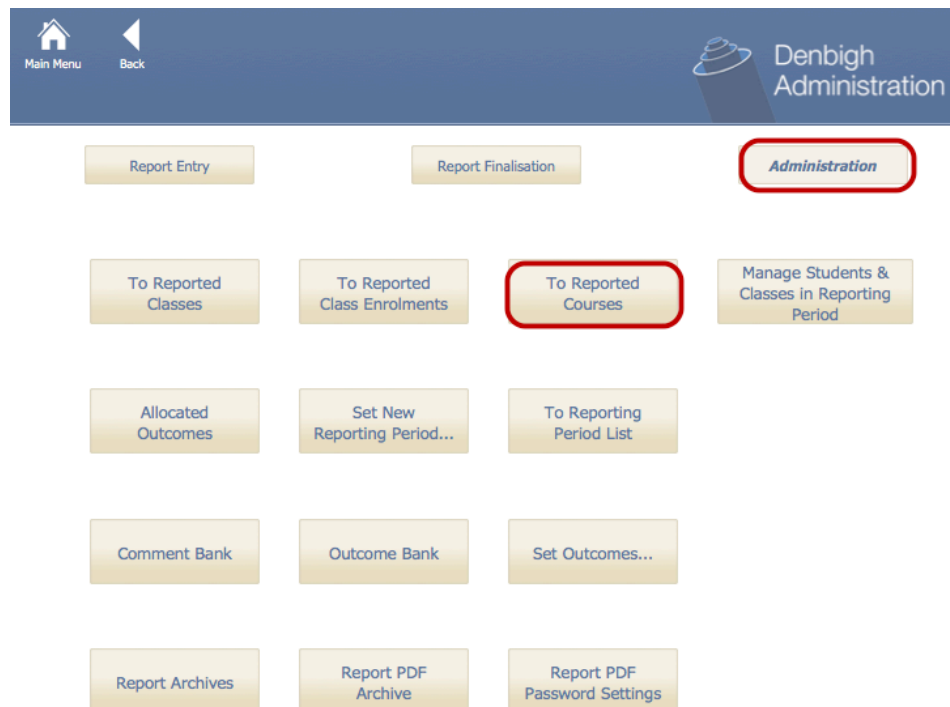 Main Menu
Back
Denbigh
Administration
Report Entry
Report Finalisation
Administration
To Reported
Classes
To Reported
Class Enrolments
To Reported
Courses
Manage Students &
Classes in Reporting
Period
Allocated
Outcomes
Set New
Reporting Period...
To Reporting
Period List
Comment Bank
Outcome Bank
Set Outcomes...
Report Archives
Report PDF
Archive
Report PDF
Password Settings